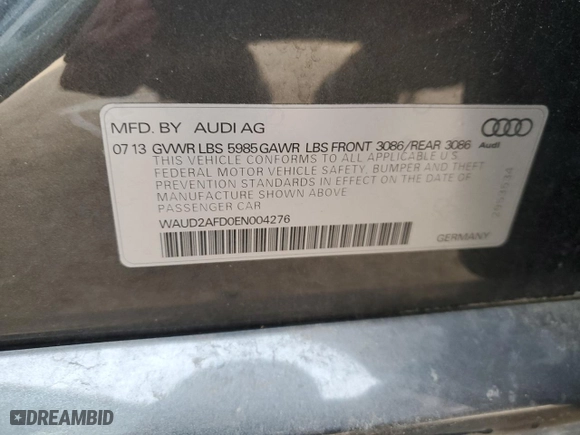 MFD. BY AUDI AG
07 13 GVWR LBS 5985 GAWR LBS FRONT 3086/REAR 3086
Audi
THIS VEHICLE CONFORMS TO ALL APPLICABLE U.S.
FEDERAL MOTOR VEHICLE SAFETY, BUMPER AND THEFT
PREVENTION STANDARDS IN EFFECT ON THE DATE OF
MANUFACTURE SHOWN ABOVE
PASSENGER CAR
WAUD2AFD0EN004276
GERMANY
DREAMBID